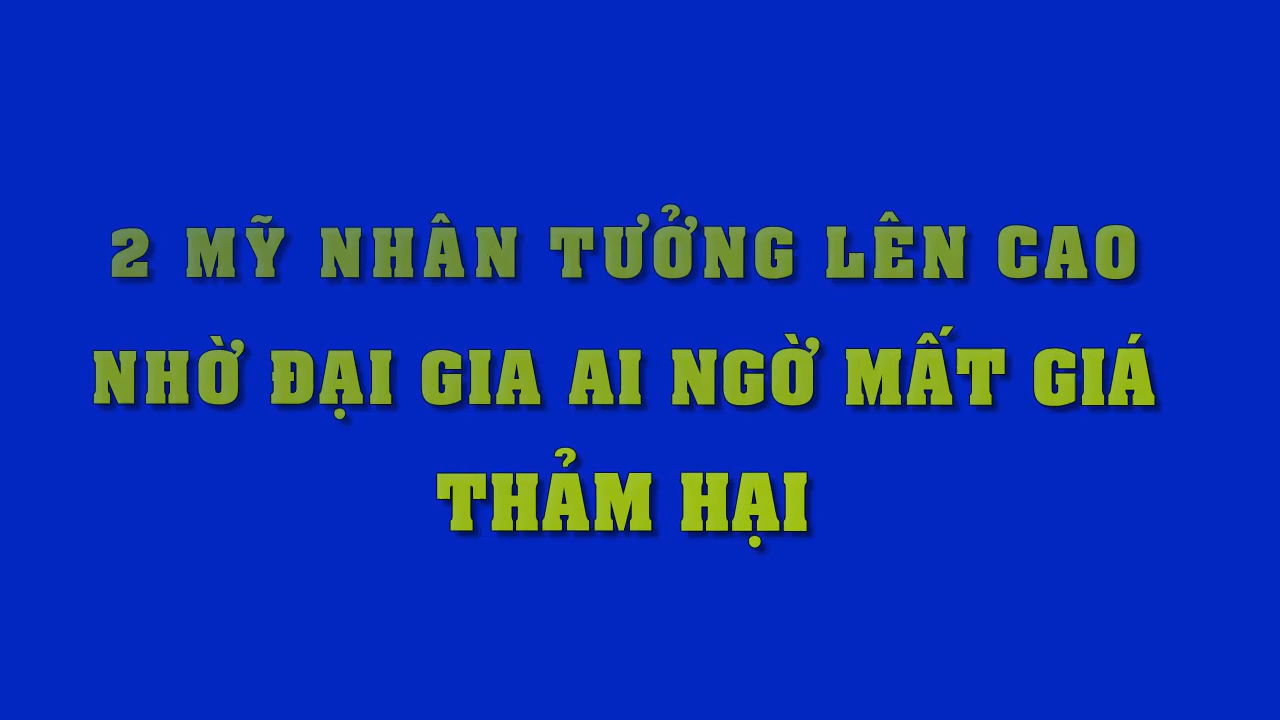 2 MỸ NHÂN TƯỞNG LÊN CAO
NHỜ ĐẠI GIA AI NGỜ MẤT GIÁ
THẢM HẠI